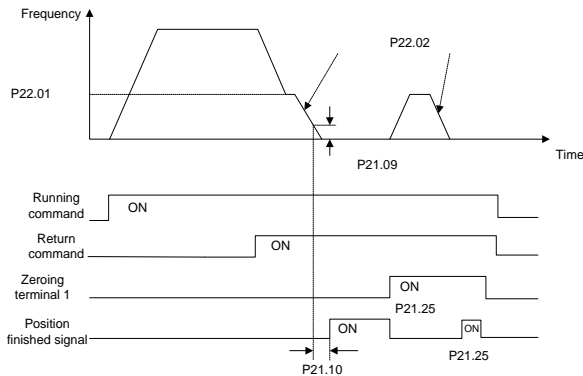 Frequency
P22.02
P22.01
Time
P21.09
Running
command
ON
Return
command
ON
Zeroing
terminal 1
ON
P21.25
Position
finished signal
ON
ON
P21.25
P21.10